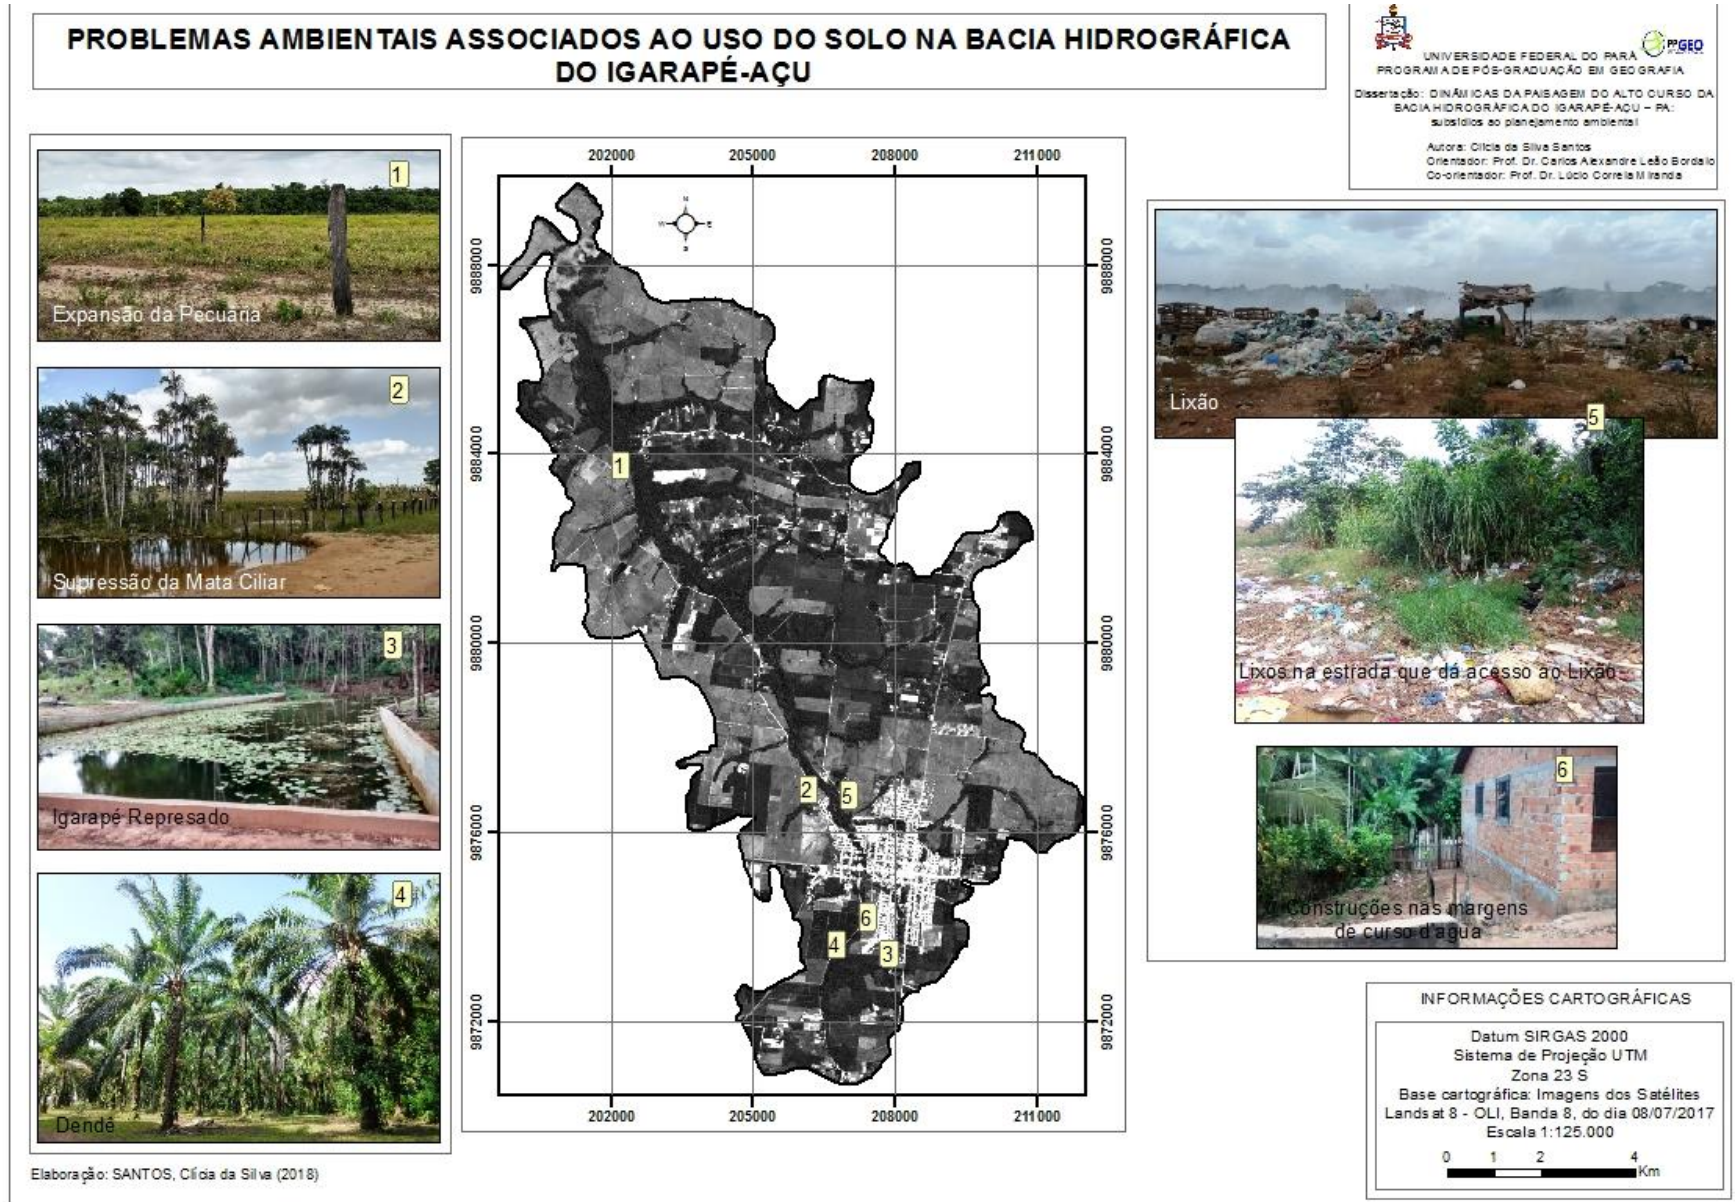 PROBLEMAS AMBIENTAIS ASSOCIADOS AO USO DO SOLO NA BACIA HIDROGRÁFICA
DO IGARAPÉ-AÇU
PPGEO
UNIVERSIDADE FEDERAL DO PARÁ
PROGRAMA DE PÓS-GRADUAÇÃO EM GEOGRAFIA
Dissertação: DINÂMICAS DA PAISAGEM DO ALTO CURSO DA
BACIA HIDROGRÁFICA DO IGARAPÉ-AÇU – PA:
subsídios ao planejamento ambiental
Autora: Clícia da Silva Santos
Orientador: Prof. Dr. Carlos Alexandre Leão Bordalo
Co-orientador: Prof. Dr. Lúcio Correia Miranda
1
Expansão da Pecuária
2
Supressão da Mata Ciliar
3
Igarapé Represado
4
Dendê
202000 205000 208000 211000
N
W E
S
9888000 9888000
9884000 9884000
9880000 9880000
9876000 9876000
9872000 9872000
1
2 5
6
4 3
202000 205000 208000 211000
Lixão
5
Lixos na estrada que dá acesso ao Lixão
6
Construções nas margens
de curso d'agua
INFORMAÇÕES CARTOGRÁFICAS
Datum SIRGAS 2000
Sistema de Projeção UTM
Zona 23 S
Base cartográfica: Imagens dos Satélites
Landsat 8 - OLI, Banda 8, do dia 08/07/2017
Escala 1:125.000
0 1 2 4
Km
Elaboração: SANTOS, Clícia da Silva (2018)